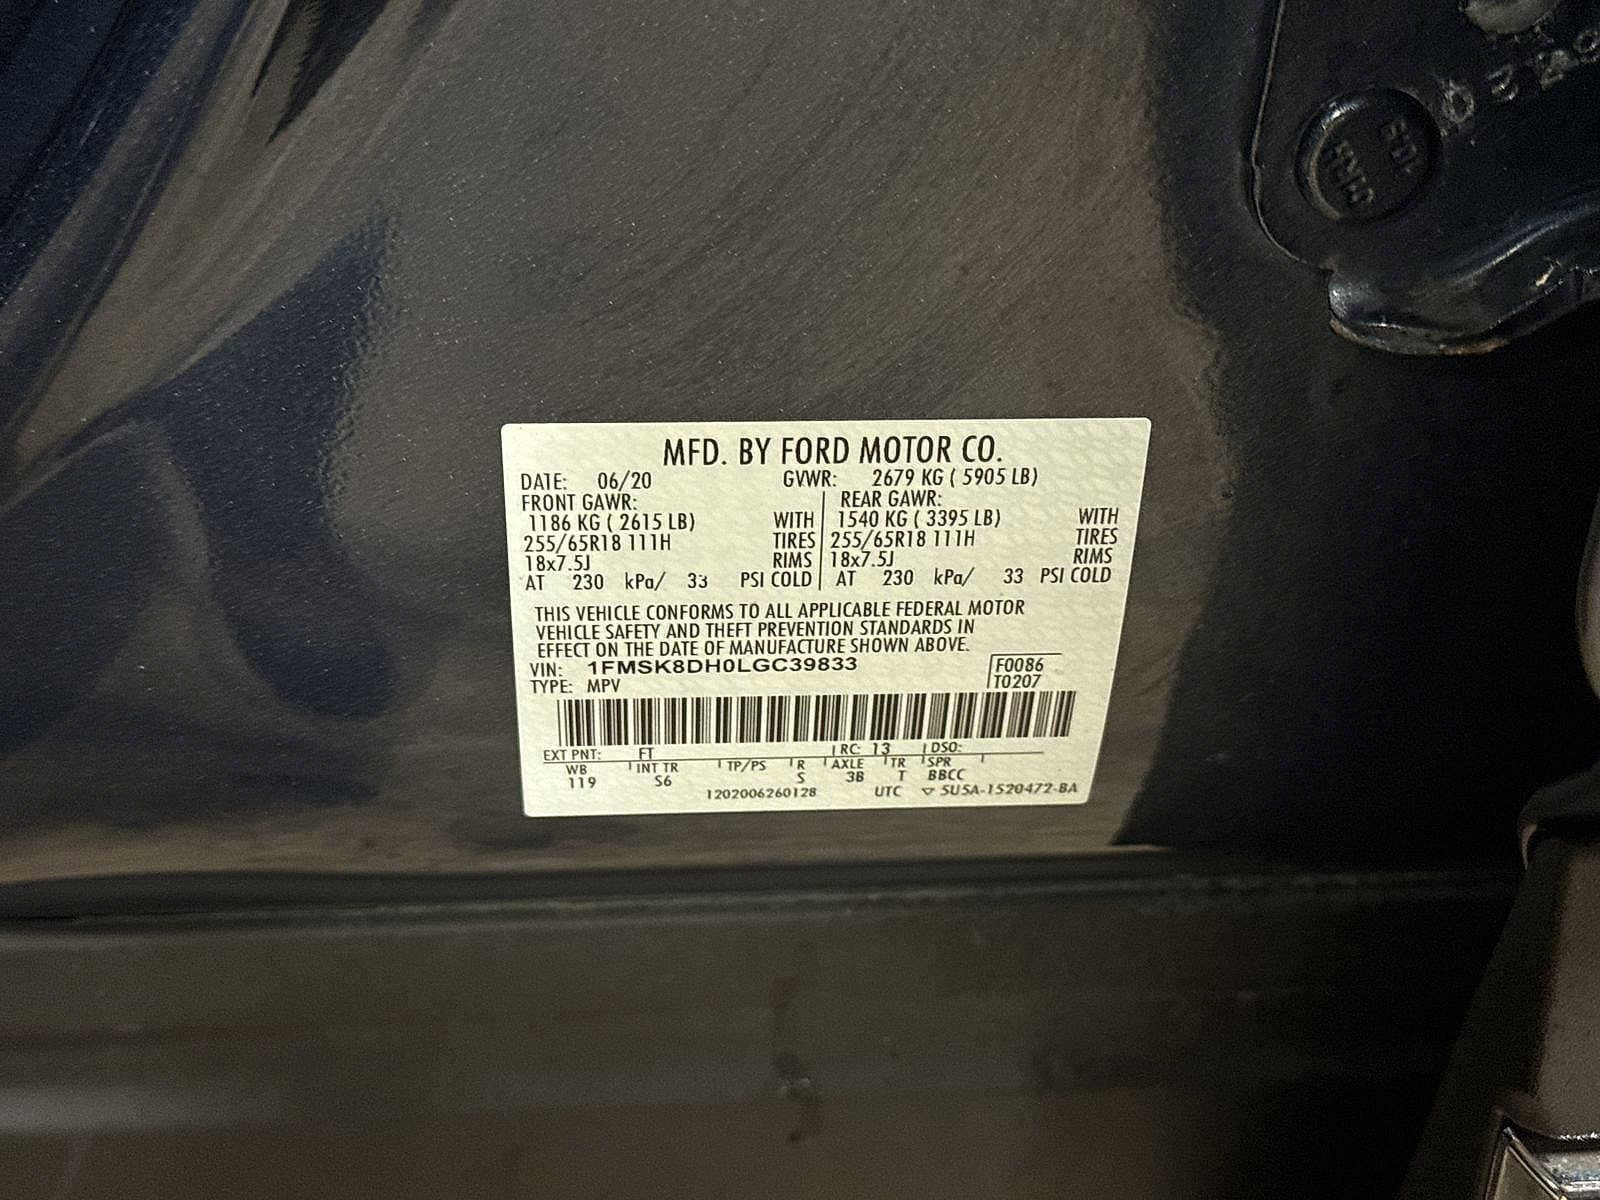 MFD. BY FORD MOTOR CO.
DATE: 06/20 GVWR: 2679 KG ( 5905 LB)
FRONT GAWR: REAR GAWR:
1186 KG ( 2615 LB) WITH 1540 KG ( 3395 LB) WITH
255/65R18 111H TIRES 255/65R18 111H TIRES
18x7.5J RIMS 18x7.5J RIMS
AT 230 kPa/ 33 PSI COLD AT 230 kPa/ 33 PSI COLD
THIS VEHICLE CONFORMS TO ALL APPLICABLE FEDERAL MOTOR
VEHICLE SAFETY AND THEFT PREVENTION STANDARDS IN
EFFECT ON THE DATE OF MANUFACTURE SHOWN ABOVE.
VIN: 1FMSK8DH0LGC39833 F0086
TYPE: MPV T0207
EXT PNT: FT RC: 13 DSO:
WB INT TR TP/PS R AXLE TR SPR
119 S6 S 3B T BBCC
1202006260128 UTC ▽ 5U5A-1520472-BA